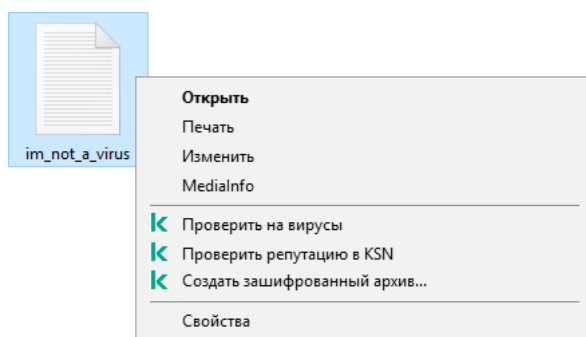 im_not_a_virus
Открыть
Печать
Изменить
MediaInfo
Проверить на вирусы
Проверить репутацию в KSN
Создать зашифрованный архив...
Свойства